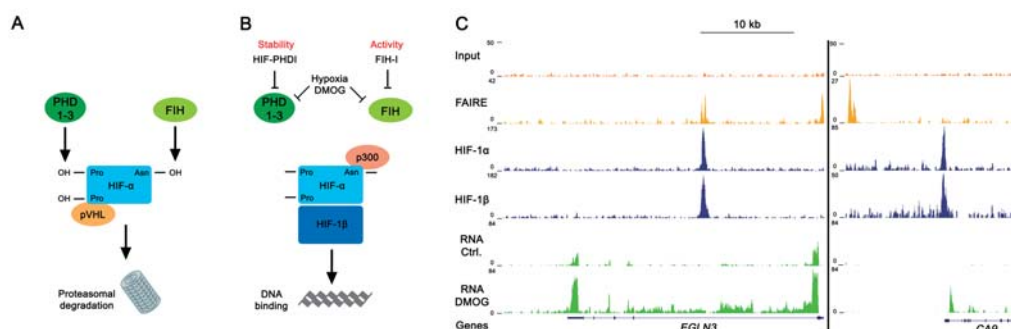 A
PHD
1-3
FIH
OH
Pro
Asn
OH
HIF-α
OH
Pro
pVHL
Proteasomal
degradation
B
Stability
HIF-PHDI
Activity
FIH-I
Hypoxia
DMOG
PHD
1-3
FIH
p300
Pro
Asn
HIF-α
Pro
HIF-1β
DNA
binding
C
10 kb
Input
50
0
50
0
FAIRE
42
0
27
0
HIF-1α
173
0
85
0
HIF-1β
182
0
50
0
RNA
Ctrl.
84
0
84
0
RNA
DMOG
84
0
84
0
Genes
EGLN3
CA9